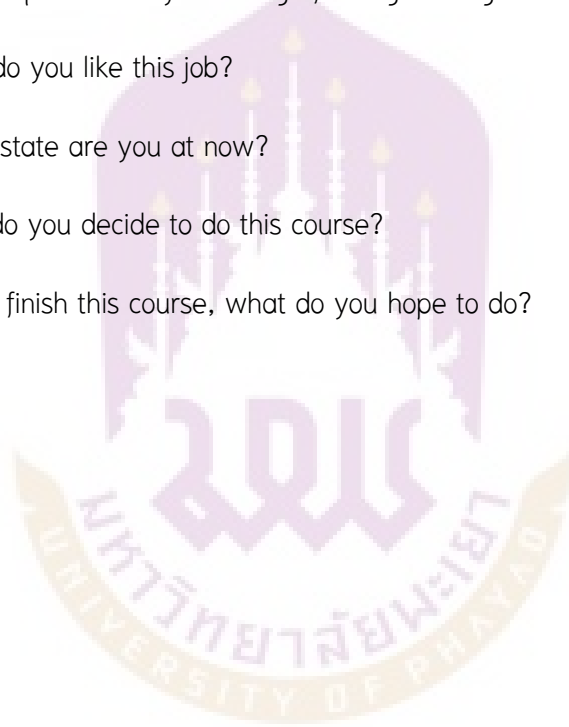 do you like this job?
state are you at now?
do you decide to do this course?
finish this course, what do you hope to do?
มหาวิทยาลัยพะเยา
UNIVERSITY OF PHAYAO